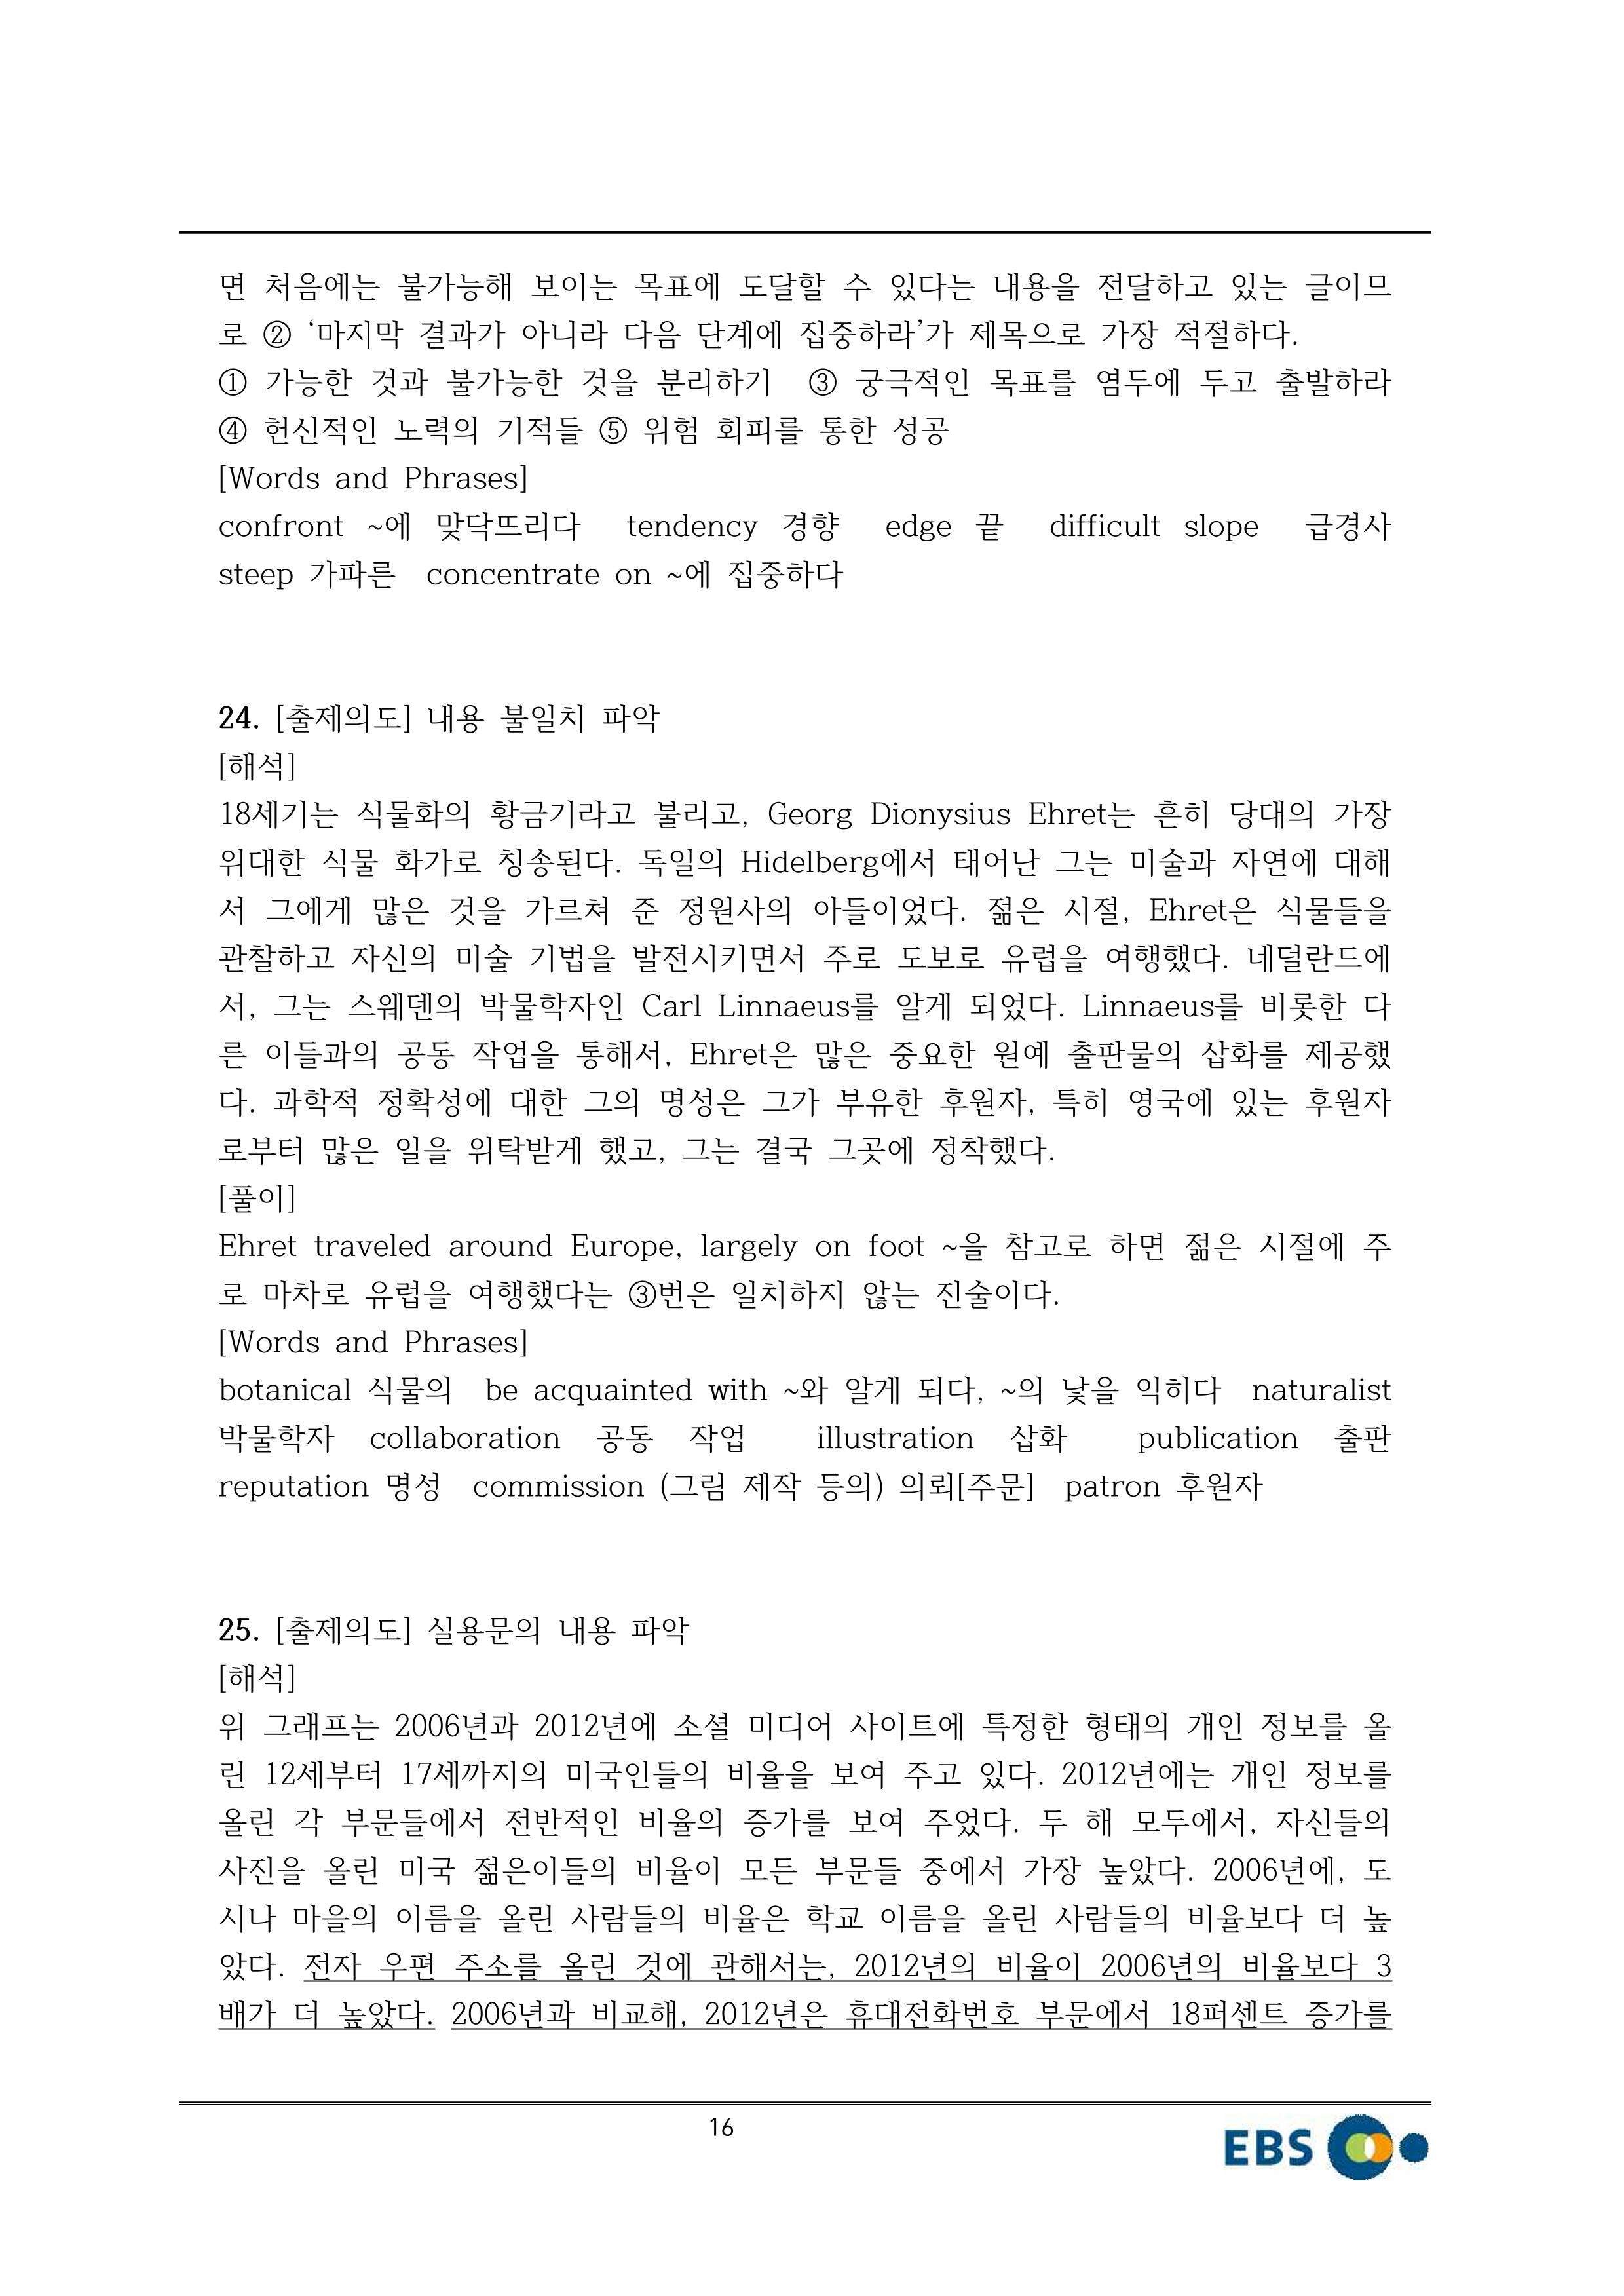 면 처음에는 불가능해 보이는 목표에 도달할 수 있다는 내용을 전달하고 있는 글이므
로 ② ‘마지막 결과가 아니라 다음 단계에 집중하라’가 제목으로 가장 적절하다.
① 가능한 것과 불가능한 것을 분리하기 ③ 궁극적인 목표를 염두에 두고 출발하라
④ 헌신적인 노력의 기적들 ⑤ 위험 회피를 통한 성공
[Words and Phrases]
confront ~에 맞닥뜨리다 tendency 경향 edge 끝 difficult slope 급경사
steep 가파른 concentrate on ~에 집중하다
24. [출제의도] 내용 불일치 파악
[해석]
18세기는 식물화의 황금기라고 불리고, Georg Dionysius Ehret는 흔히 당대의 가장
위대한 식물 화가로 칭송된다. 독일의 Hidelberg에서 태어난 그는 미술과 자연에 대해
서 그에게 많은 것을 가르쳐 준 정원사의 아들이었다. 젊은 시절, Ehret은 식물들을
관찰하고 자신의 미술 기법을 발전시키면서 주로 도보로 유럽을 여행했다. 네덜란드에
서, 그는 스웨덴의 박물학자인 Carl Linnaeus를 알게 되었다. Linnaeus를 비롯한 다
른 이들과의 공동 작업을 통해서, Ehret은 많은 중요한 원예 출판물의 삽화를 제공했
다. 과학적 정확성에 대한 그의 명성은 그가 부유한 후원자, 특히 영국에 있는 후원자
로부터 많은 일을 위탁받게 했고, 그는 결국 그곳에 정착했다.
[풀이]
Ehret traveled around Europe, largely on foot ~을 참고로 하면 젊은 시절에 주
로 마차로 유럽을 여행했다는 ③번은 일치하지 않는 진술이다.
[Words and Phrases]
botanical 식물의 be acquainted with ~와 알게 되다, ~의 낯을 익히다 naturalist
박물학자 collaboration 공동 작업 illustration 삽화 publication 출판
reputation 명성 commission (그림 제작 등의) 의뢰[주문] patron 후원자
25. [출제의도] 실용문의 내용 파악
[해석]
위 그래프는 2006년과 2012년에 소셜 미디어 사이트에 특정한 형태의 개인 정보를 올
린 12세부터 17세까지의 미국인들의 비율을 보여 주고 있다. 2012년에는 개인 정보를
올린 각 부문들에서 전반적인 비율의 증가를 보여 주었다. 두 해 모두에서, 자신들의
사진을 올린 미국 젊은이들의 비율이 모든 부문들 중에서 가장 높았다. 2006년에, 도
시나 마을의 이름을 올린 사람들의 비율은 학교 이름을 올린 사람들의 비율보다 더 높
았다. 전자 우편 주소를 올린 것에 관해서는, 2012년의 비율이 2006년의 비율보다 3
배가 더 높았다. 2006년과 비교해, 2012년은 휴대전화번호 부문에서 18퍼센트 증가를
16
EBS